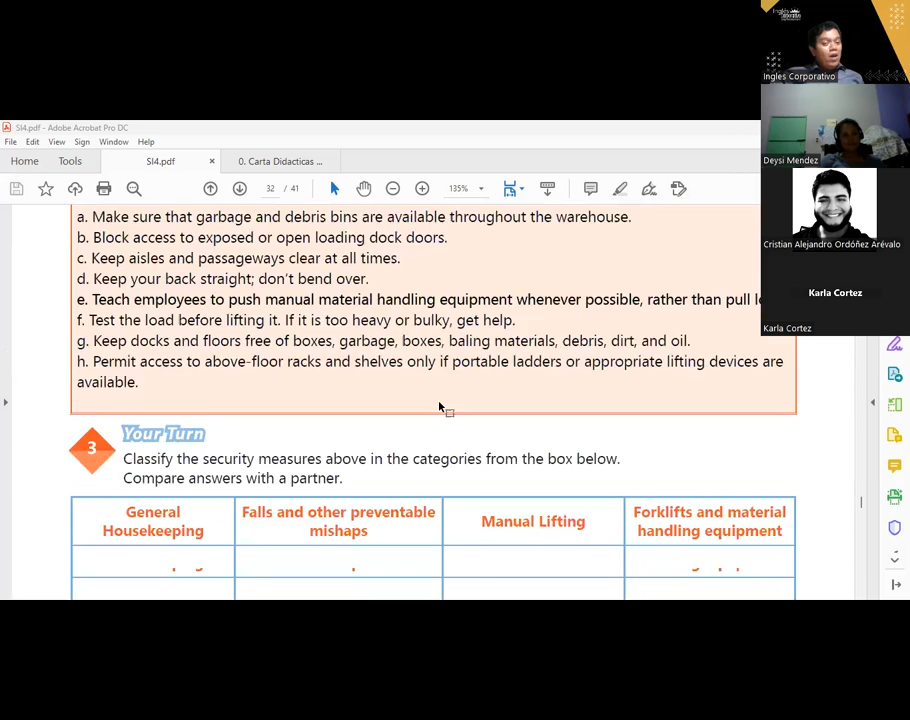 SI4.pdf - Adobe Acrobat Pro DC
File Edit View Sign Window Help
Home Tools SI4.pdf × 0. Carta Didacticas ...
32 / 41 135%
a. Make sure that garbage and debris bins are available throughout the warehouse.
b. Block access to exposed or open loading dock doors.
c. Keep aisles and passageways clear at all times.
d. Keep your back straight; don't bend over.
e. Teach employees to push manual material handling equipment whenever possible, rather than pull
f. Test the load before lifting it. If it is too heavy or bulky, get help.
g. Keep docks and floors free of boxes, garbage, boxes, baling materials, debris, dirt, and oil.
h. Permit access to above-floor racks and shelves only if portable ladders or appropriate lifting devices are
available.
3 Your Turn
Classify the security measures above in the categories from the box below.
Compare answers with a partner.
General
Housekeeping
Falls and other preventable
mishaps
Manual Lifting
Forklifts and material
handling equipment
Ingles Corporativo
Deysi Mendez
Cristian Alejandro Ordóñez Arévalo
Karla Cortez
Karla Cortez